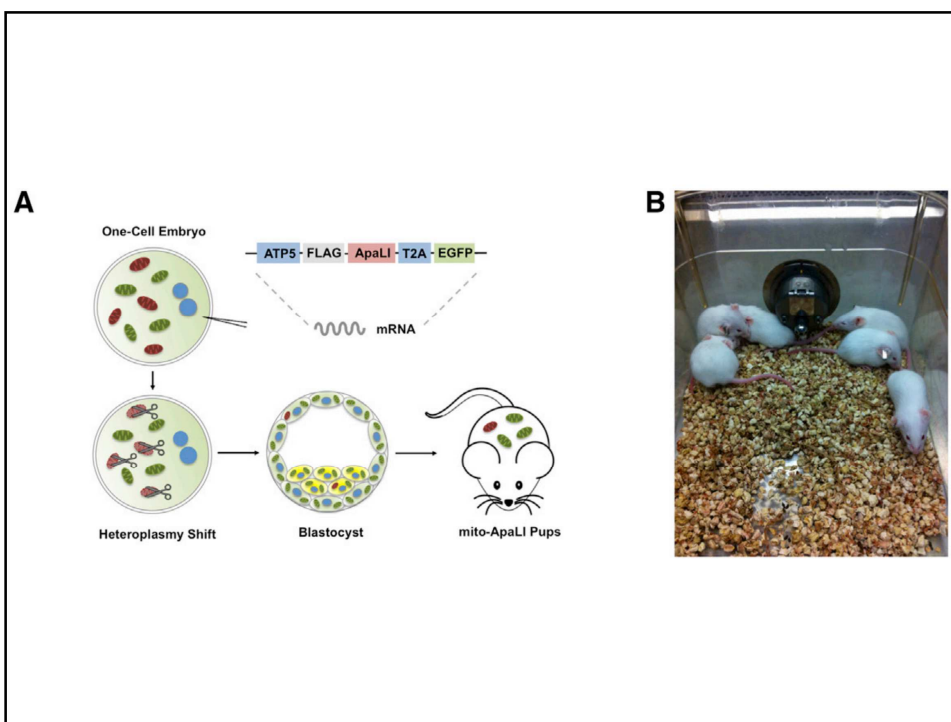 A
B
One-Cell Embryo
ATP5 FLAG ApaLI T2A EGFP
mRNA
Heteroplasmy Shift
Blastocyst
mito-ApaLI Pups